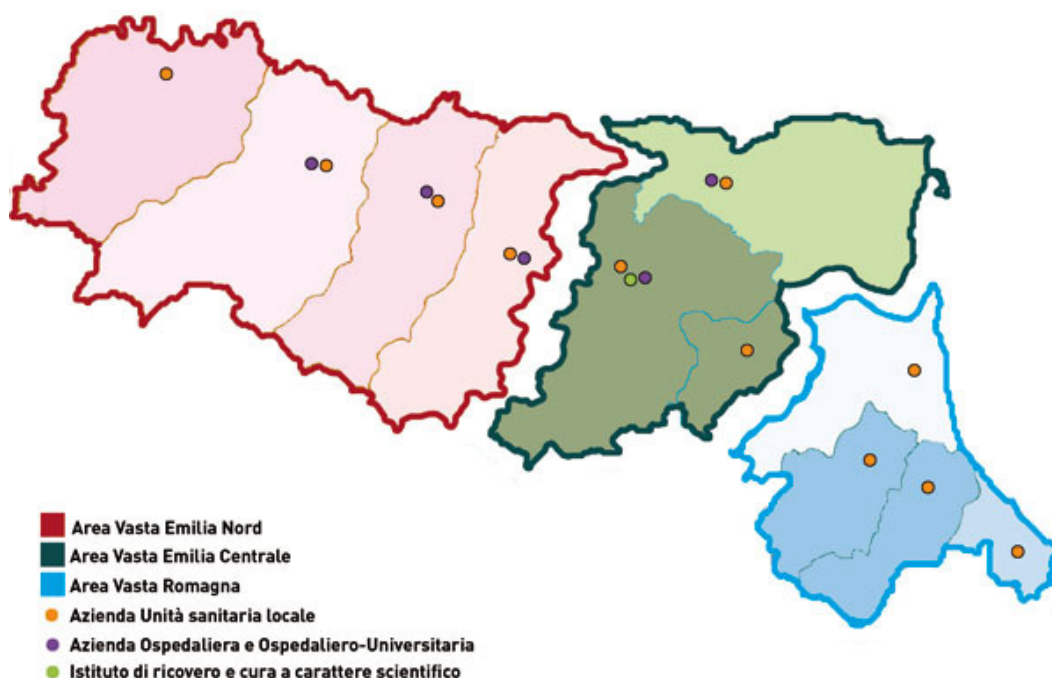 Area Vasta Emilia Nord
Area Vasta Emilia Centrale
Area Vasta Romagna
Azienda Unità sanitaria locale
Azienda Ospedaliera e Ospedaliero-Universitaria
Istituto di ricovero e cura a carattere scientifico